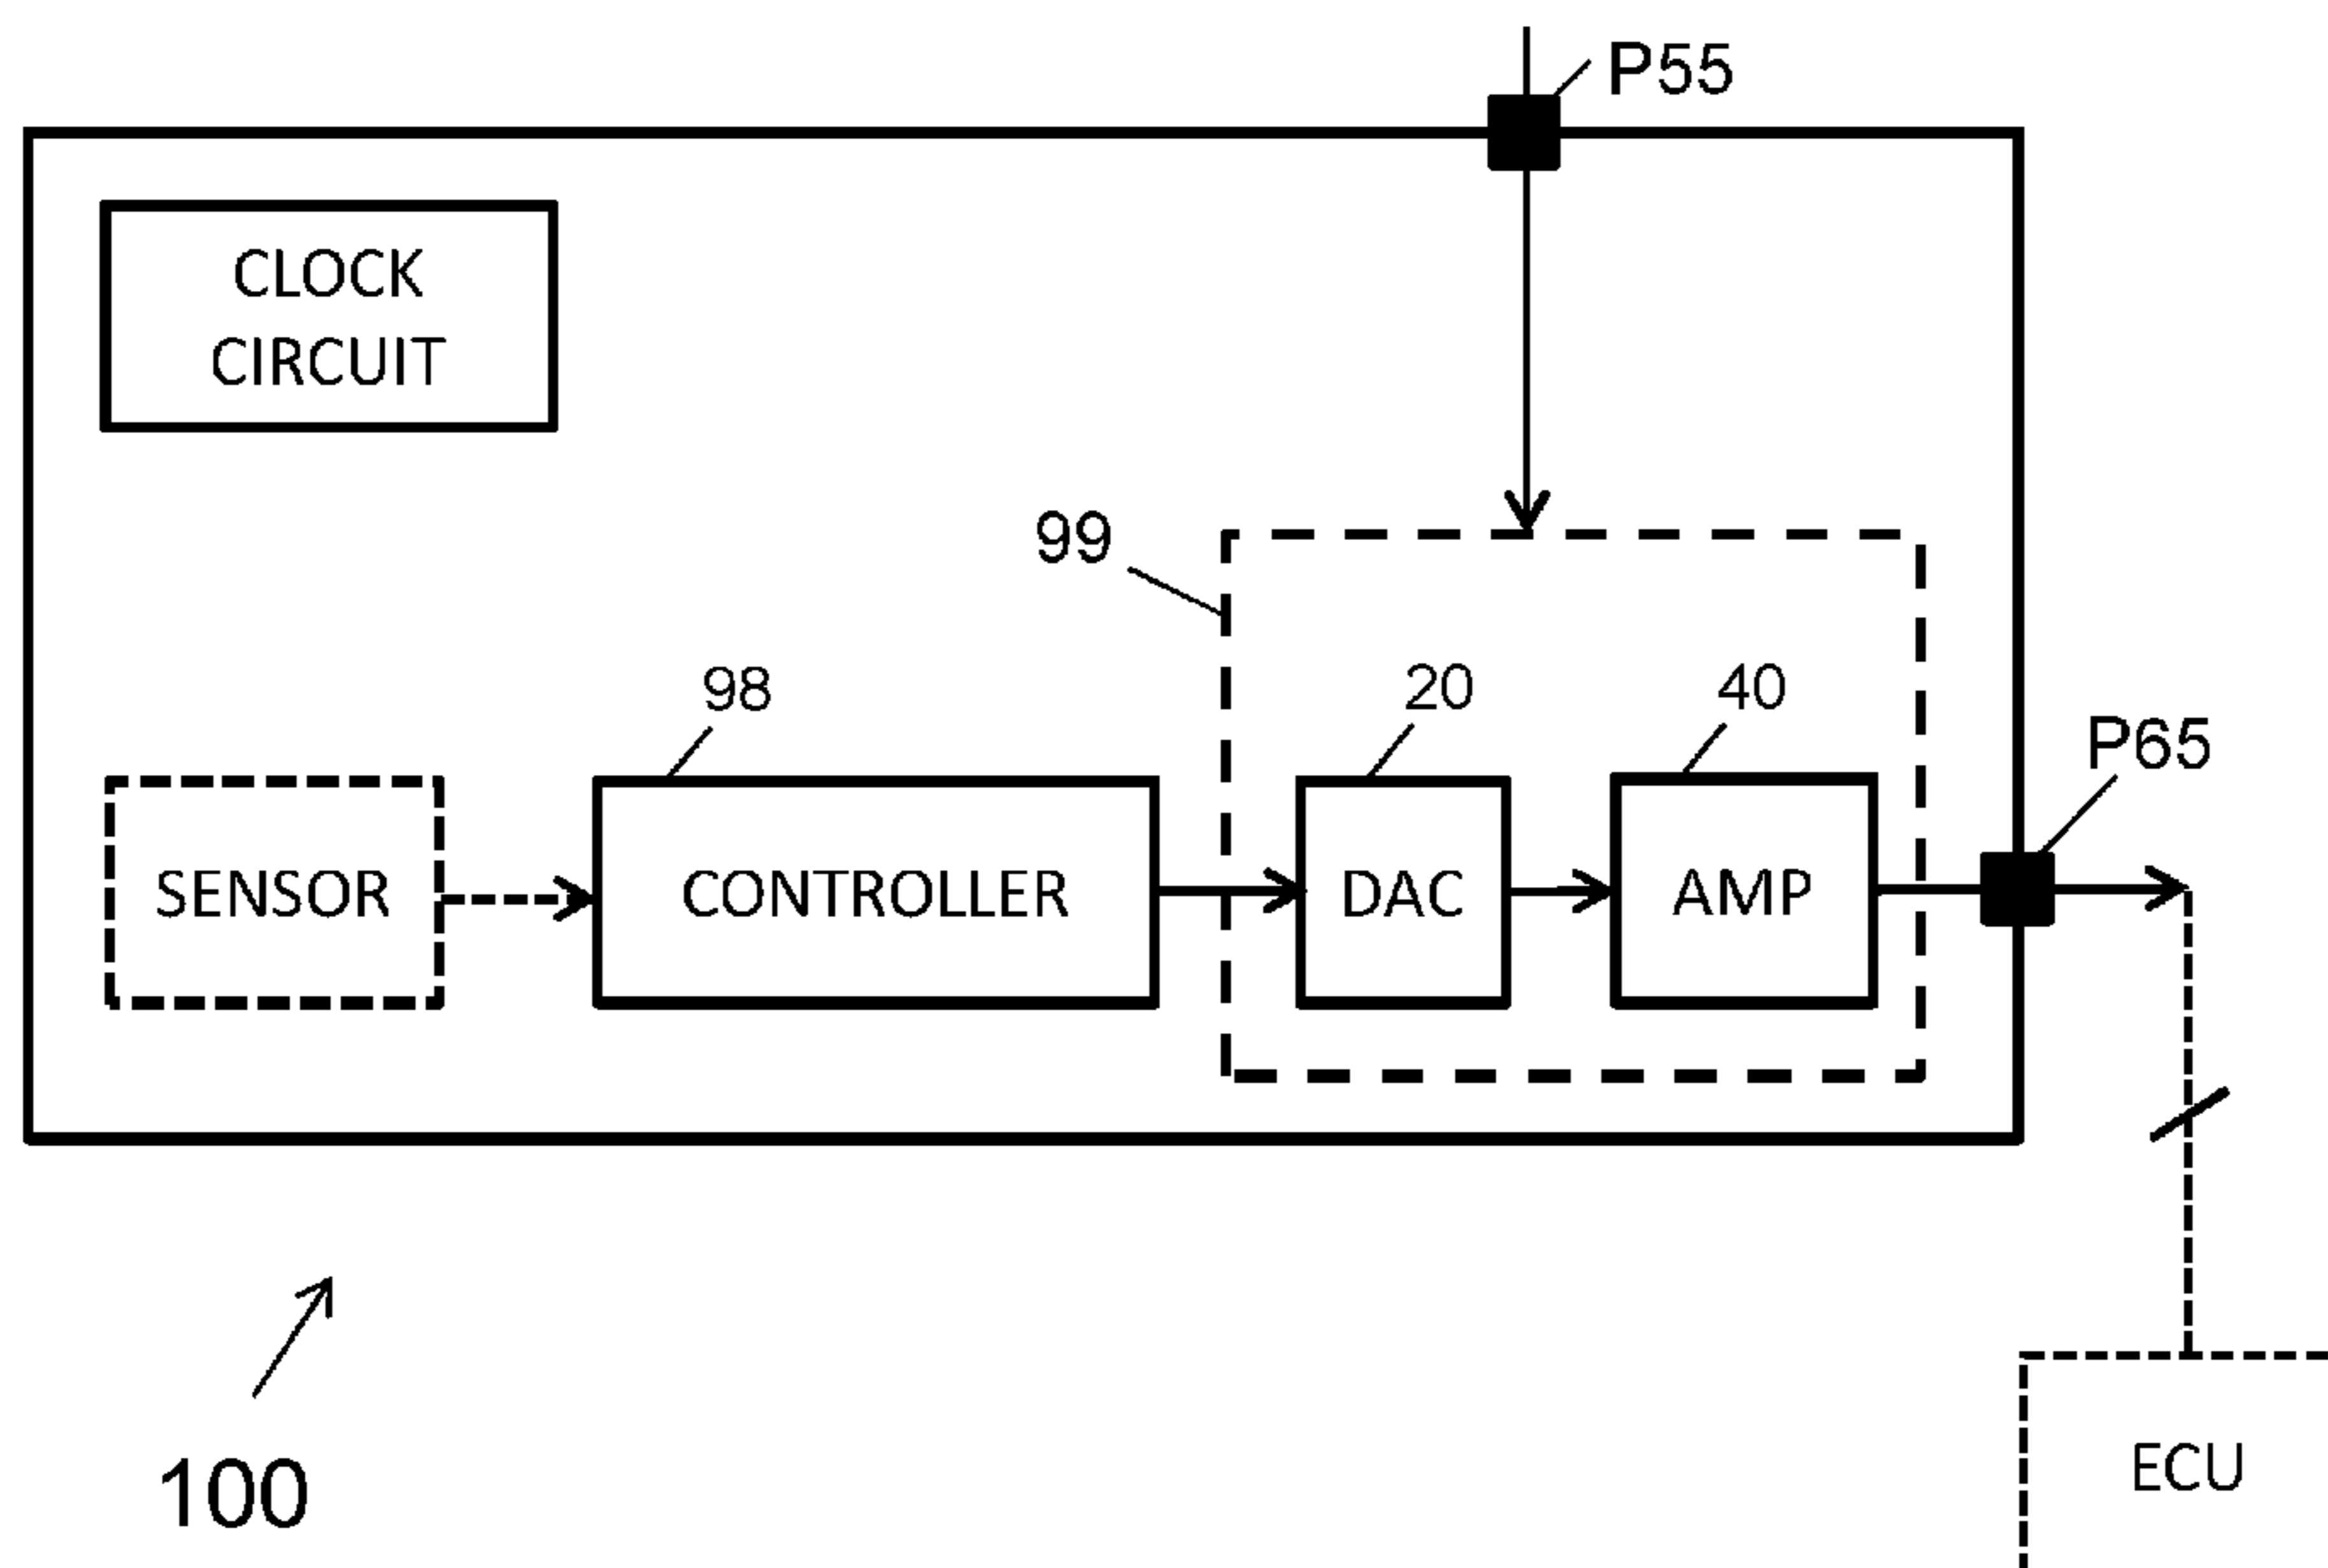 P55
CLOCK
CIRCUIT
99
98
20
40
P65
SENSOR
CONTROLLER
DAC
AMP
100
ECU